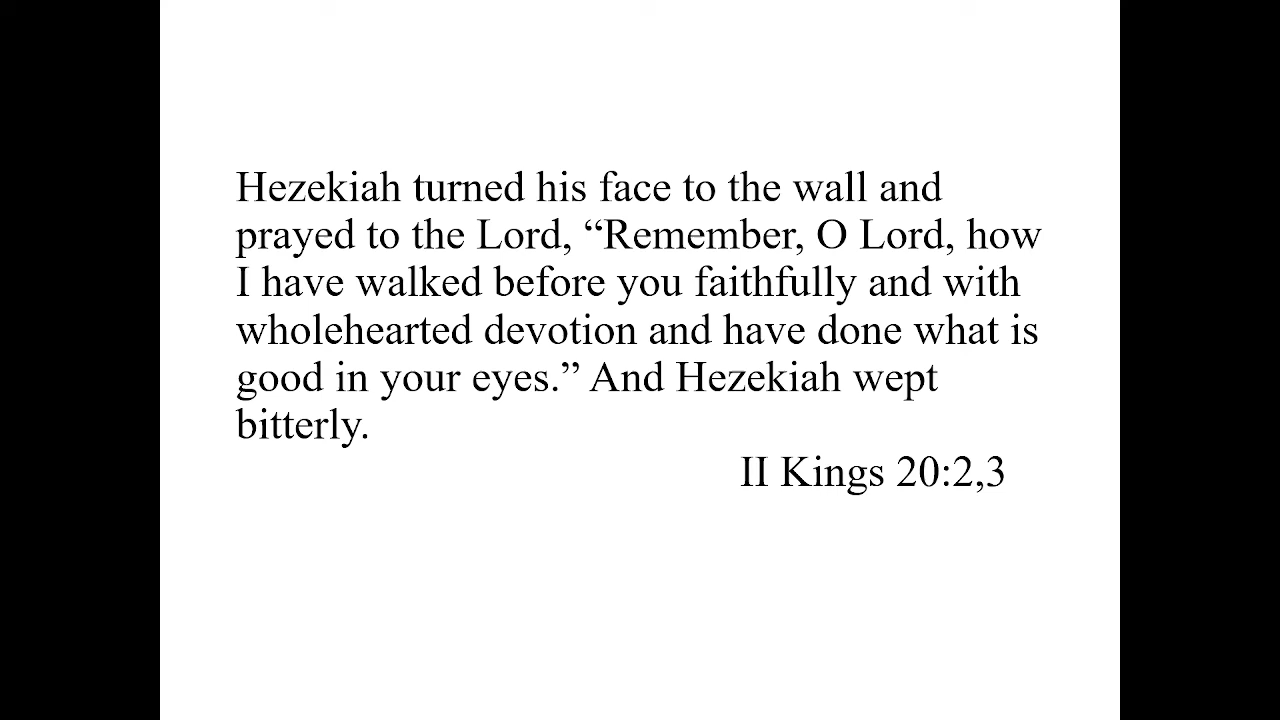 Hezekiah turned his face to the wall and
prayed to the Lord, “Remember, O Lord, how
I have walked before you faithfully and with
wholehearted devotion and have done what is
good in your eyes.” And Hezekiah wept
bitterly.
II Kings 20:2,3